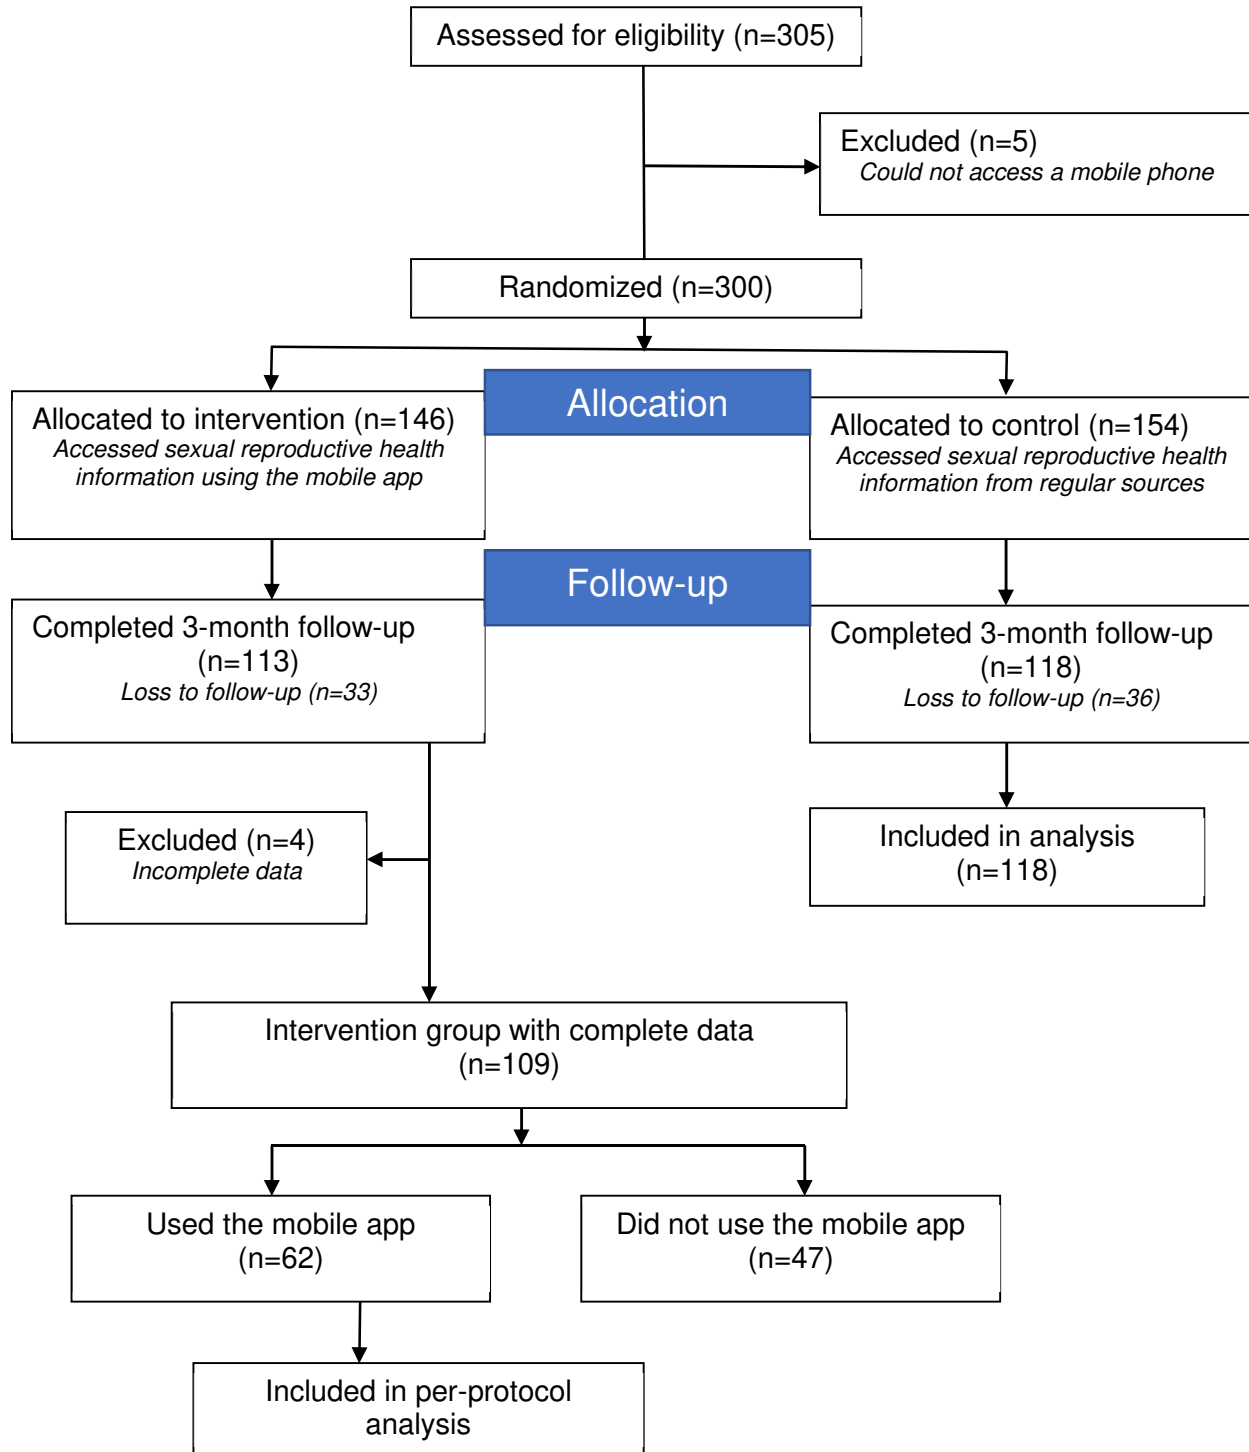 Assessed for eligibility (n=305)
Excluded (n=5)
Could not access a mobile phone
Randomized (n=300)
Allocation
Allocated to intervention (n=146)
Accessed sexual reproductive health
information using the mobile app
Allocated to control (n=154)
Accessed sexual reproductive health
information from regular sources
Follow-up
Completed 3-month follow-up
(n=113)
Loss to follow-up (n=33)
Completed 3-month follow-up
(n=118)
Loss to follow-up (n=36)
Excluded (n=4)
Incomplete data
Included in analysis
(n=118)
Intervention group with complete data
(n=109)
Used the mobile app
(n=62)
Did not use the mobile app
(n=47)
Included in per-protocol
analysis